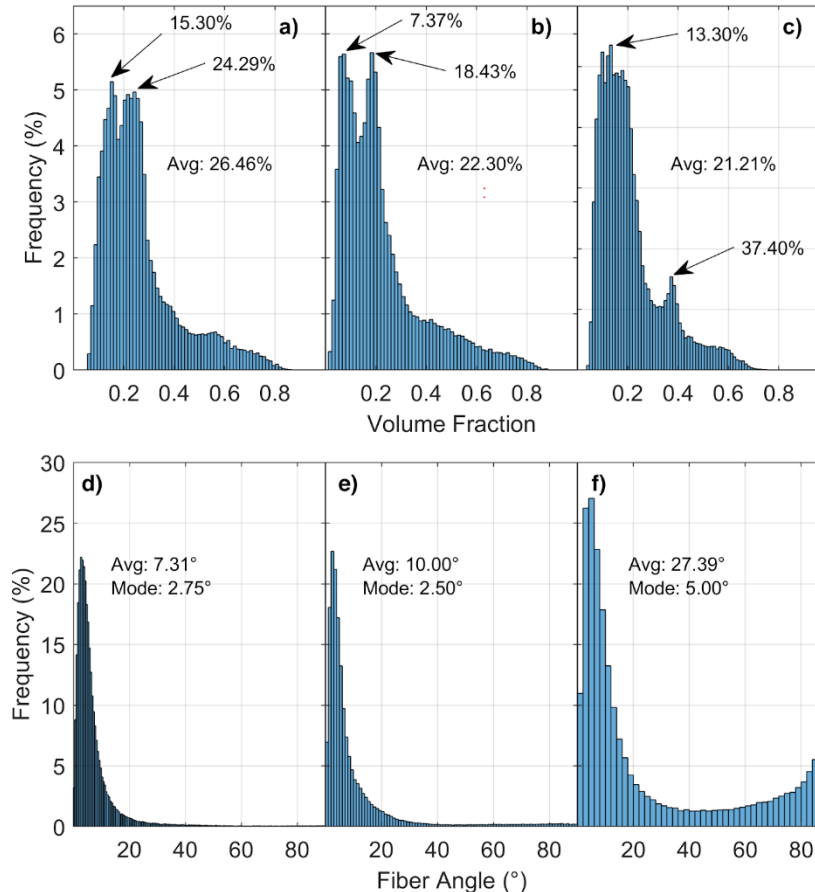 a)
15.30%
24.29%
Avg: 26.46%
b)
7.37%
18.43%
Avg: 22.30%
c)
13.30%
Avg: 21.21%
37.40%
Frequency (%)
6
5
4
3
2
1
0
0.2 0.4 0.6 0.8
0.2 0.4 0.6 0.8
0.2 0.4 0.6 0.8
Volume Fraction
d)
Avg: 7.31°
Mode: 2.75°
e)
Avg: 10.00°
Mode: 2.50°
f)
Avg: 27.39°
Mode: 5.00°
Frequency (%)
30
25
20
15
10
5
0
20 40 60 80
20 40 60 80
20 40 60 80
Fiber Angle (°)